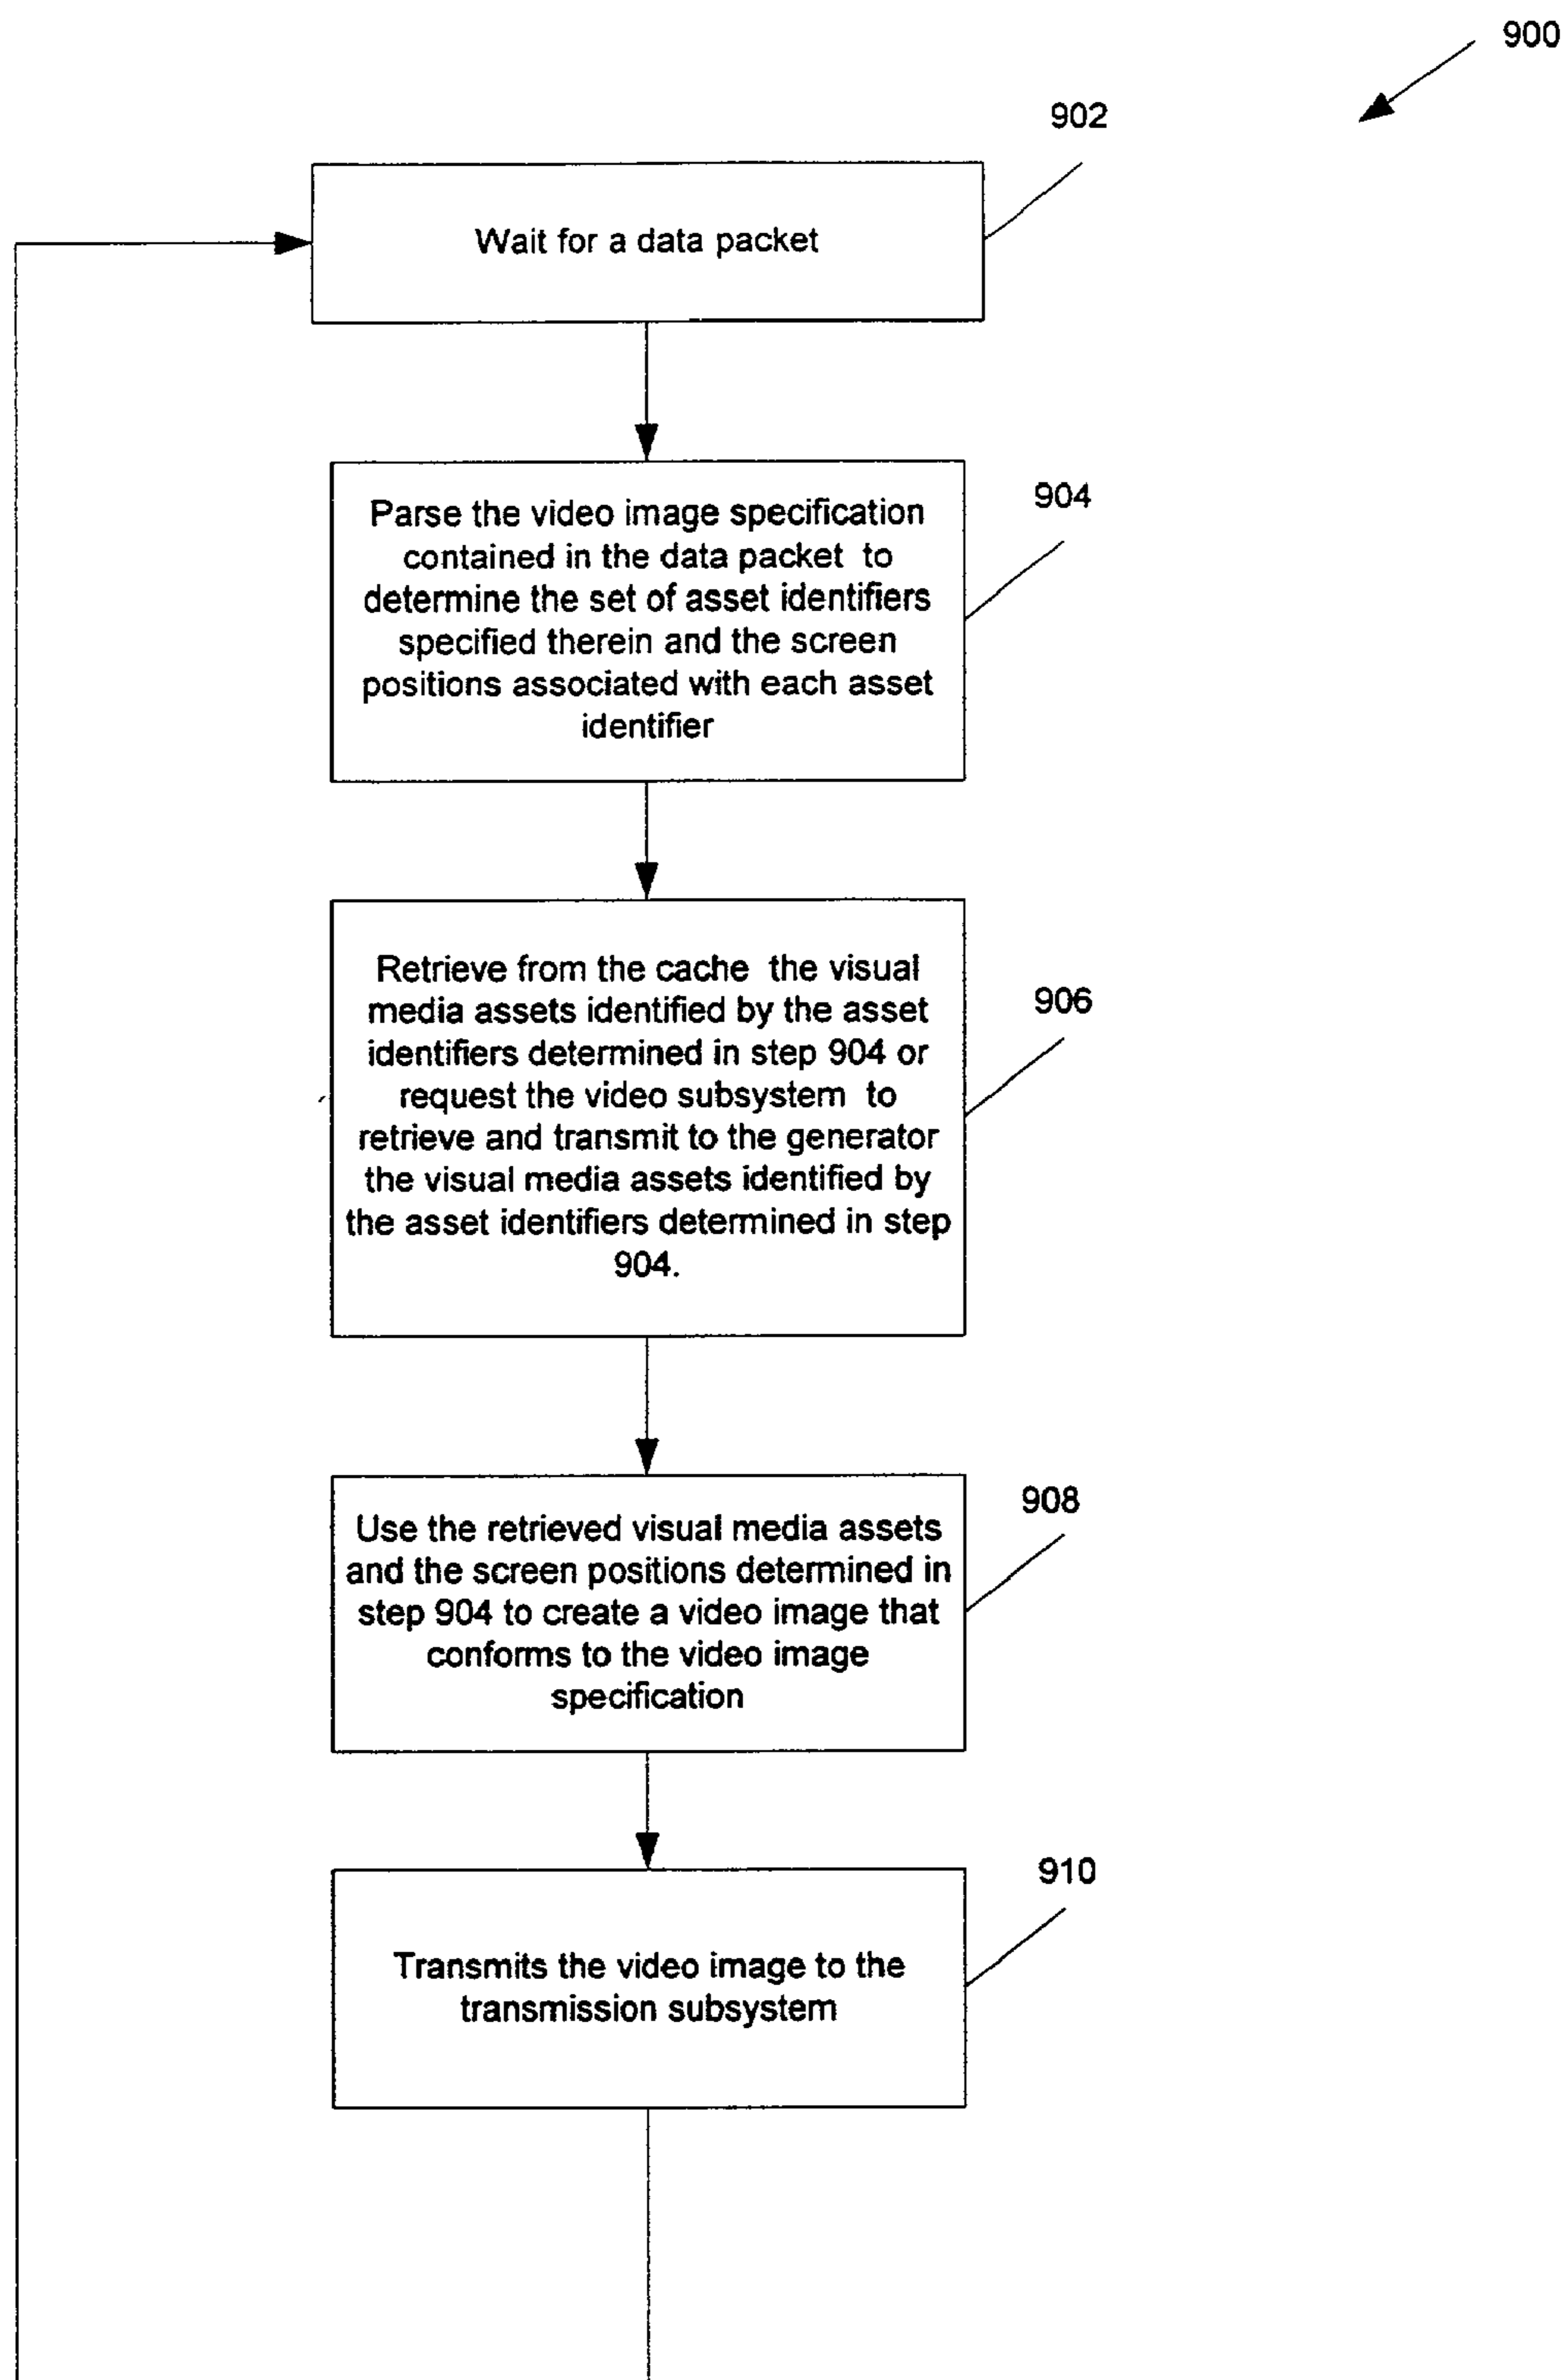 900
902
Wait for a data packet
904
Parse the video image specification
contained in the data packet to
determine the set of asset identifiers
specified therein and the screen
positions associated with each asset
identifier
906
Retrieve from the cache the visual
media assets identified by the asset
identifiers determined in step 904 or
request the video subsystem to
retrieve and transmit to the generator
the visual media assets identified by
the asset identifiers determined in step
904.
908
Use the retrieved visual media assets
and the screen positions determined in
step 904 to create a video image that
conforms to the video image
specification
910
Transmits the video image to the
transmission subsystem